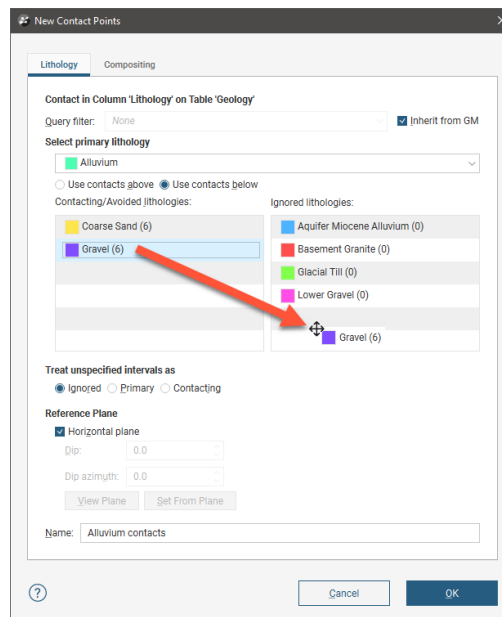 New Contact Points
Lithology Compositing
Contact in Column 'Lithology' on Table 'Geology'
Query filter: None Inherit from GM
Select primary lithology
Alluvium
Use contacts above Use contacts below
Contacting/Avoided lithologies: Ignored lithologies:
Coarse Sand (6) Aquifer Miocene Alluvium (0)
Gravel (6) Basement Granite (0)
Glacial Till (0)
Lower Gravel (0)
Gravel (6)
Treat unspecified intervals as
Ignored Primary Contacting
Reference Plane
Horizontal plane
Dip: 0.0
Dip azimuth: 0.0
View Plane Set From Plane
Name: Alluvium contacts
? Cancel OK